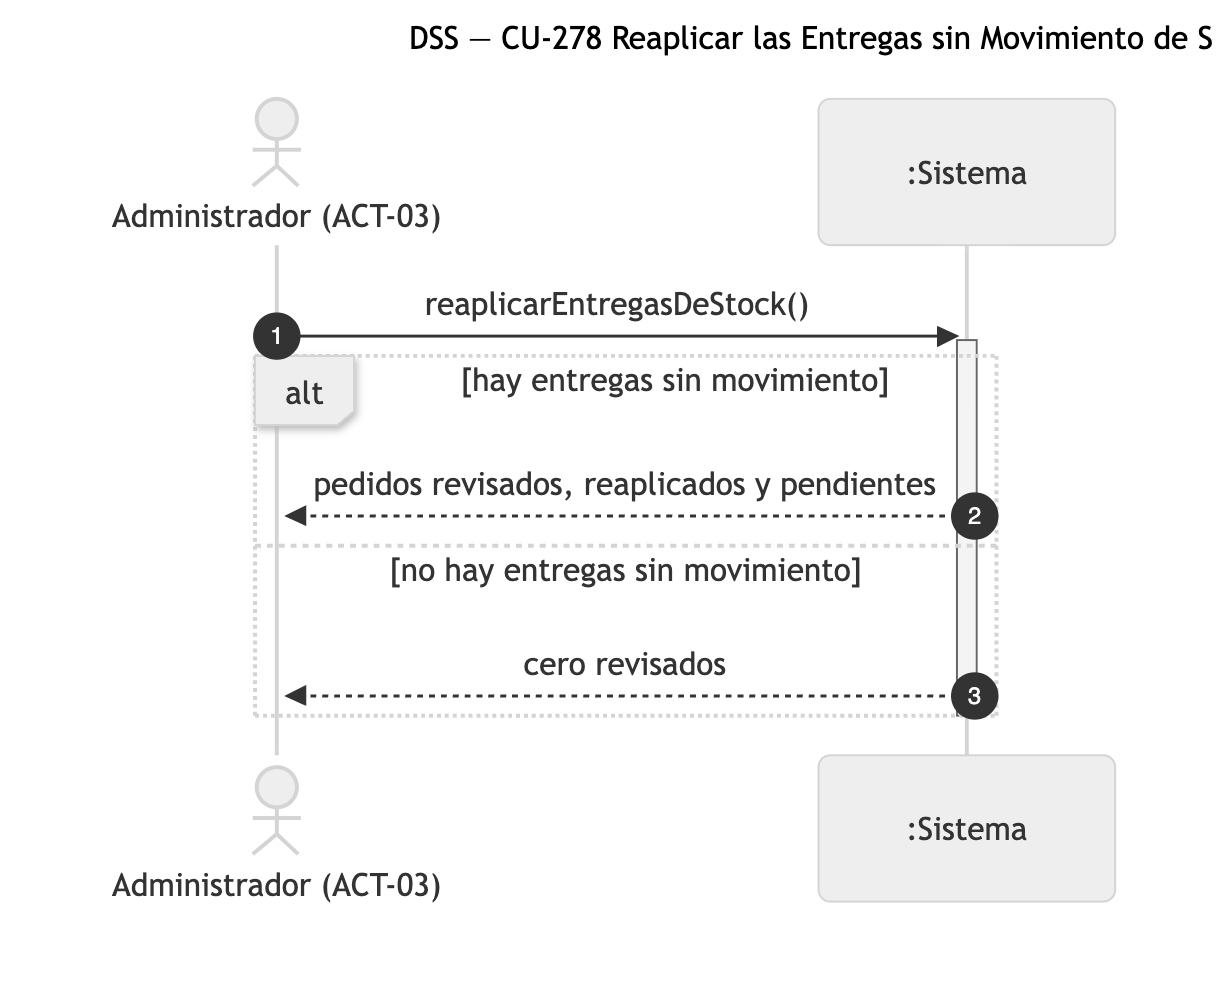 DSS — CU-278 Reaplicar las Entregas sin Movimiento de S
Administrador (ACT-03)
:Sistema
reaplicarEntregasDeStock()
1
alt
[hay entregas sin movimiento]
pedidos revisados, reaplicados y pendientes
2
[no hay entregas sin movimiento]
cero revisados
3
Administrador (ACT-03)
:Sistema